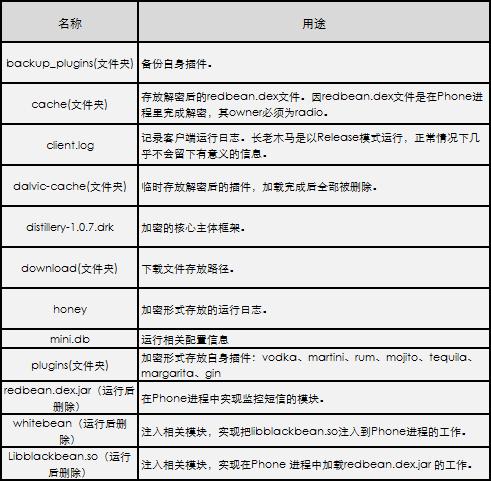 名称 用途
backup_plugins(文件夹) 备份自身插件。
cache(文件夹) 存放解密后的redbean.dex文件。因redbean.dex文件是在Phone进
程里完成解密，其owner必须为radio。
client.log 记录客户端运行日志。长老木马是以Release模式运行，正常情况下几
乎不会留下有意义的信息。
dalvic-cache(文件夹) 临时存放解密后的插件，加载完成后全部被删除。
distillery-1.0.7.drk 加密的核心主体框架。
download(文件夹) 下载文件存放路径。
honey 加密形式存放的运行日志。
mini.db 运行相关配置信息
plugins(文件夹) 加密形式存放自身插件：vodka、martini、rum、mojito、tequila、
margarita、gin
redbean.dex.jar（运行后
删除） 在Phone进程中实现监控短信的模块。
whitebean（运行后删
除） 注入相关模块，实现把libblackbean.so注入到Phone进程的工作。
Libblackbean.so（运行
后删除） 注入相关模块，实现在Phone 进程中加载redbean.dex.jar 的工作。